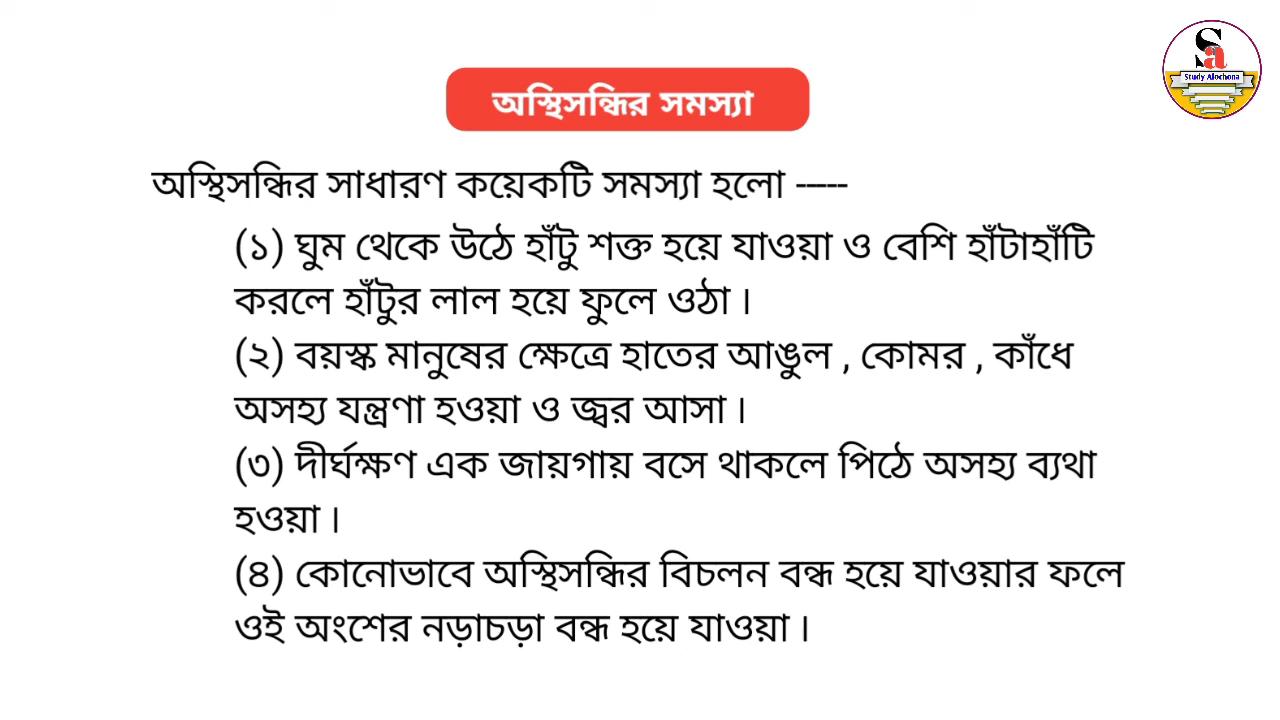 Sa
Study Alochona
অস্থিসন্ধির সমস্যা
অস্থিসন্ধির সাধারণ কয়েকটি সমস্যা হলো -----
(১) ঘুম থেকে উঠে হাঁটু শক্ত হয়ে যাওয়া ও বেশি হাঁটাহাঁটি
করলে হাঁটুর লাল হয়ে ফুলে ওঠা ।
(২) বয়স্ক মানুষের ক্ষেত্রে হাতের আঙুল , কোমর , কাঁধে
অসহ্য যন্ত্রণা হওয়া ও জ্বর আসা ।
(৩) দীর্ঘক্ষণ এক জায়গায় বসে থাকলে পিঠে অসহ্য ব্যথা
হওয়া ।
(৪) কোনোভাবে অস্থিসন্ধির বিচলন বন্ধ হয়ে যাওয়ার ফলে
ওই অংশের নড়াচড়া বন্ধ হয়ে যাওয়া ।